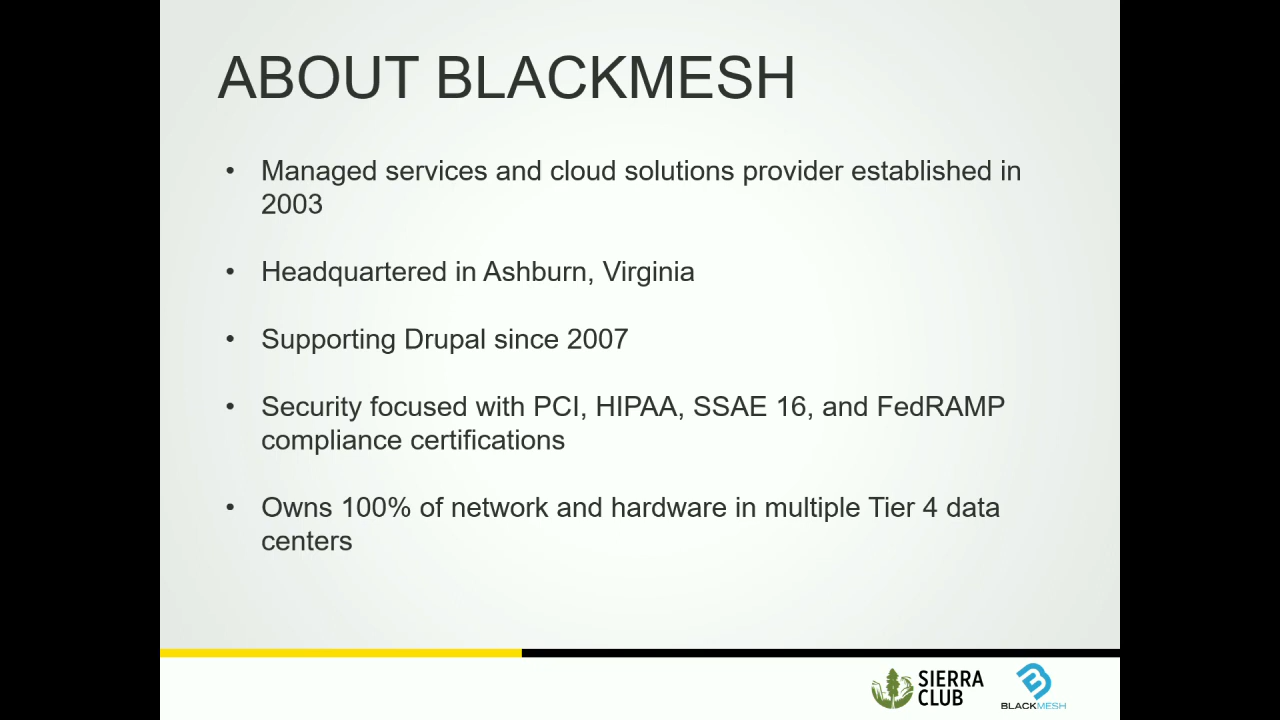 ABOUT BLACKMESH
• Managed services and cloud solutions provider established in
2003
• Headquartered in Ashburn, Virginia
• Supporting Drupal since 2007
• Security focused with PCI, HIPAA, SSAE 16, and FedRAMP
compliance certifications
• Owns 100% of network and hardware in multiple Tier 4 data
centers
SIERRA
CLUB
BLACKMESH